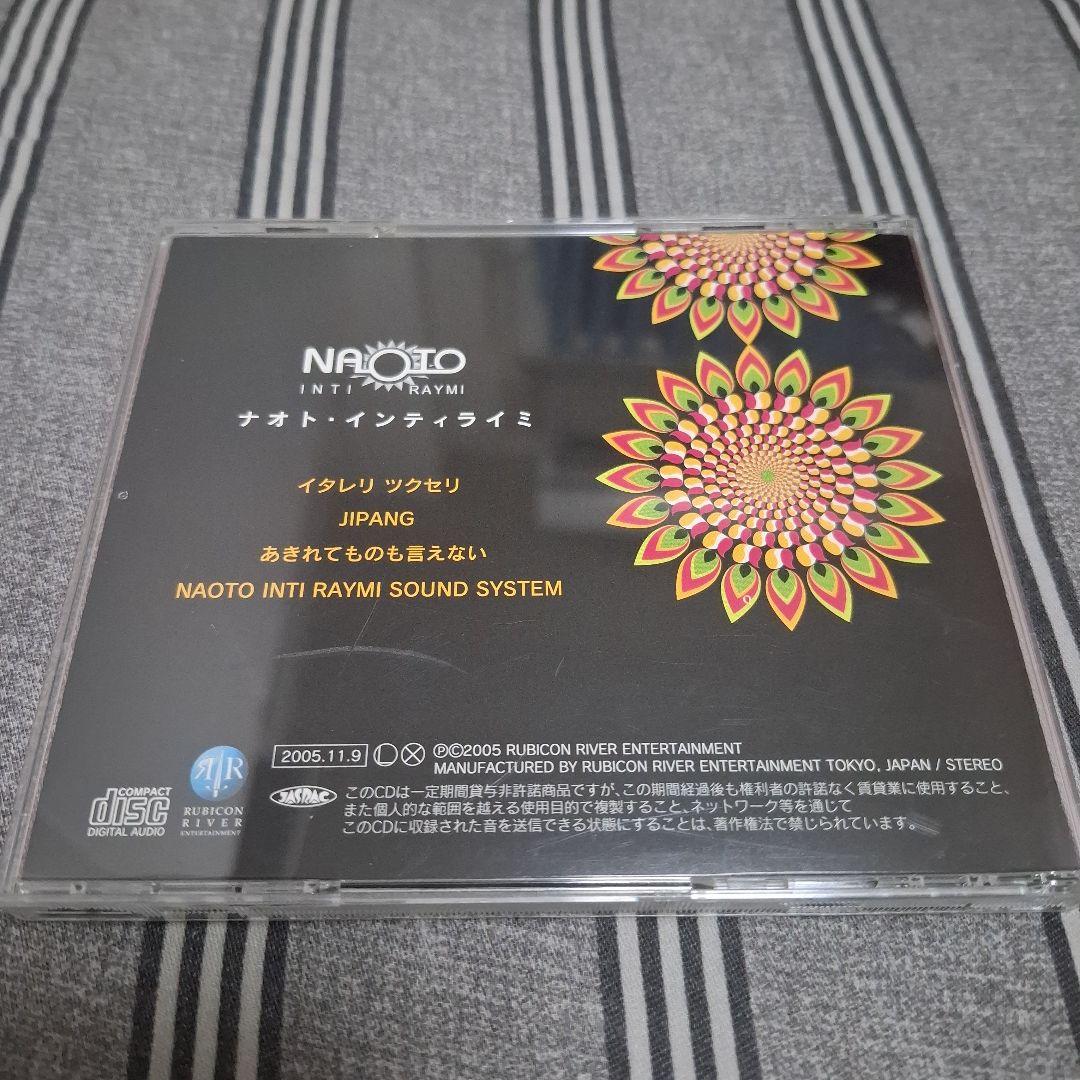 NAOTO
INTI RAYMI
ナオト・インティライミ
イタレリ ツクセリ
JIPANG
あきれてものも言えない
NAOTO INTI RAYMI SOUND SYSTEM
2005.11.9 Ⓛ Ⓧ ℗©2005 RUBICON RIVER ENTERTAINMENT
MANUFACTURED BY RUBICON RIVER ENTERTAINMENT TOKYO, JAPAN / STEREO
COMPACT
disc
DIGITAL AUDIO
RR
RUBICON
RIVER
ENTERTAINMENT
JASRAC
このCDは一定期間貸与非許諾商品ですが、この期間経過後も権利者の許諾なく賃貸業に使用すること、
また個人的な範囲を越える使用目的で複製すること、ネットワーク等を通じて
このCDに収録された音を送信できる状態にすることは、著作権法で禁じられています。